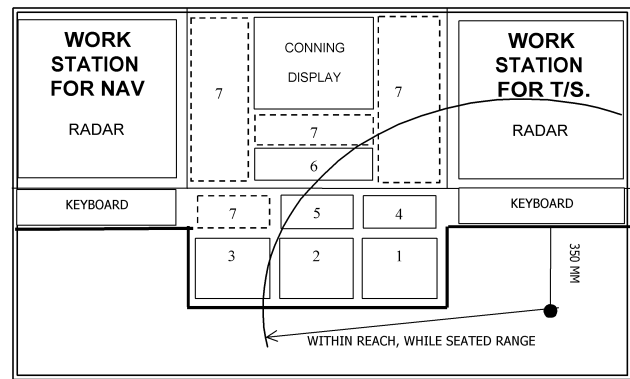 WORK
STATION
FOR NAV
RADAR
7
CONNING
DISPLAY
7
7
6
WORK
STATION
FOR T/S.
RADAR
KEYBOARD
7
5
4
KEYBOARD
3
2
1
350 MM
WITHIN REACH, WHILE SEATED RANGE